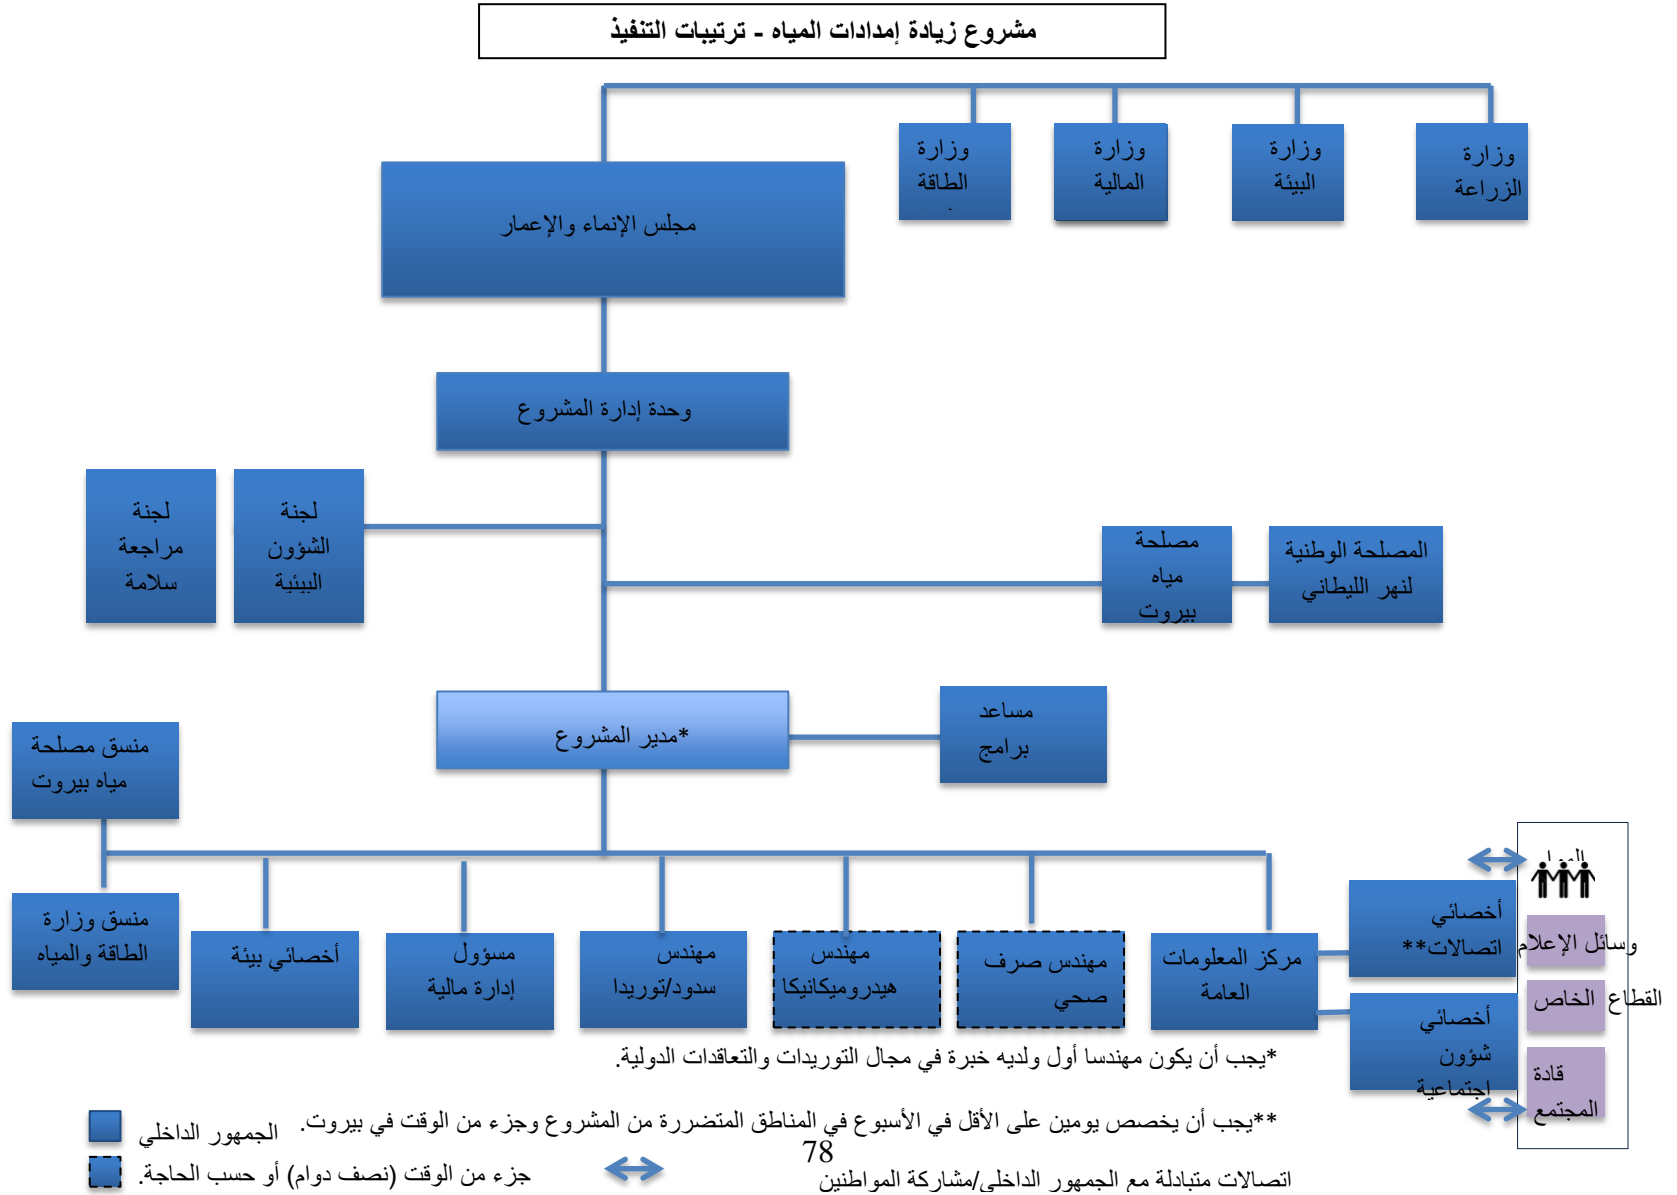 مشروع زيادة إمدادات المياه - ترتيبات التنفيذ
وزارة
الزراعة
وزارة
البيئة
وزارة
المالية
وزارة
الطاقة
مجلس الإنماء والإعمار
وحدة إدارة المشروع
المصلحة الوطنية
لنهر الليطاني
مصلحة
مياه
بيروت
لجنة
الشؤون
البيئية
لجنة
مراجعة
سلامة
مساعد
برامج
*مدير المشروع
منسق مصلحة
مياه بيروت
وسائل الإعلام
القطاع الخاص
قادة
المجتمع
أخصائي
اتصالات**
أخصائي
شؤون
اجتماعية
مركز المعلومات
العامة
مهندس صرف
صحي
مهندس
هيدروميكانيكا
مهندس
سدود/توريدا
مسؤول
إدارة مالية
أخصائي بيئة
منسق وزارة
الطاقة والمياه
*يجب أن يكون مهندسا أول ولديه خبرة في مجال التوريدات والتعاقدات الدولية.
**يجب أن يخصص يومين على الأقل في الأسبوع في المناطق المتضررة من المشروع وجزء من الوقت في بيروت.
الجمهور الداخلي
78
اتصالات متبادلة مع الجمهور الداخلي/مشاركة المواطنين
جزء من الوقت (نصف دوام) أو حسب الحاجة.